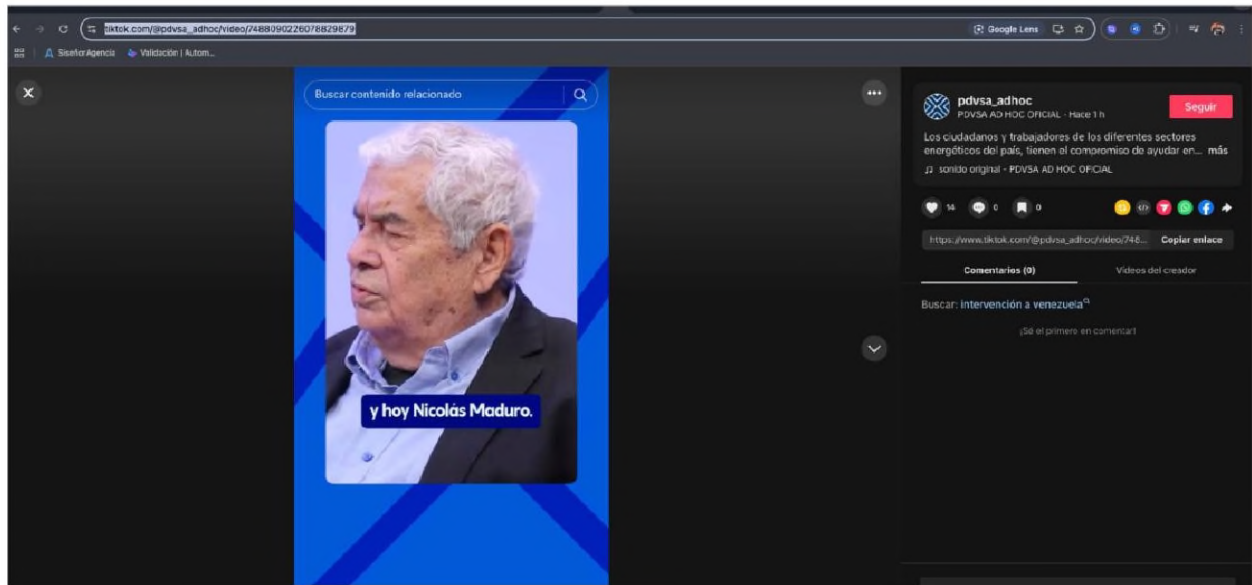 tiktok.com/@pdvsa_adhoc/video/7488090226078829879
Google Lens
SiseñorAgencia
Validación | Autom...
Buscar contenido relacionado
y hoy Nicolás Maduro.
pdvsa_adhoc
PDVSA AD HOC OFICIAL · Hace 1 h
Seguir
Los ciudadanos y trabajadores de los diferentes sectores
energéticos del país, tienen el compromiso de ayudar en... más
sonido original - PDVSA AD HOC OFICIAL
14
0
0
https://www.tiktok.com/@pdvsa_adhoc/video/748...
Copiar enlace
Comentarios (0)
Videos del creador
Buscar: intervención a venezuela
¡Sé el primero en comentar!